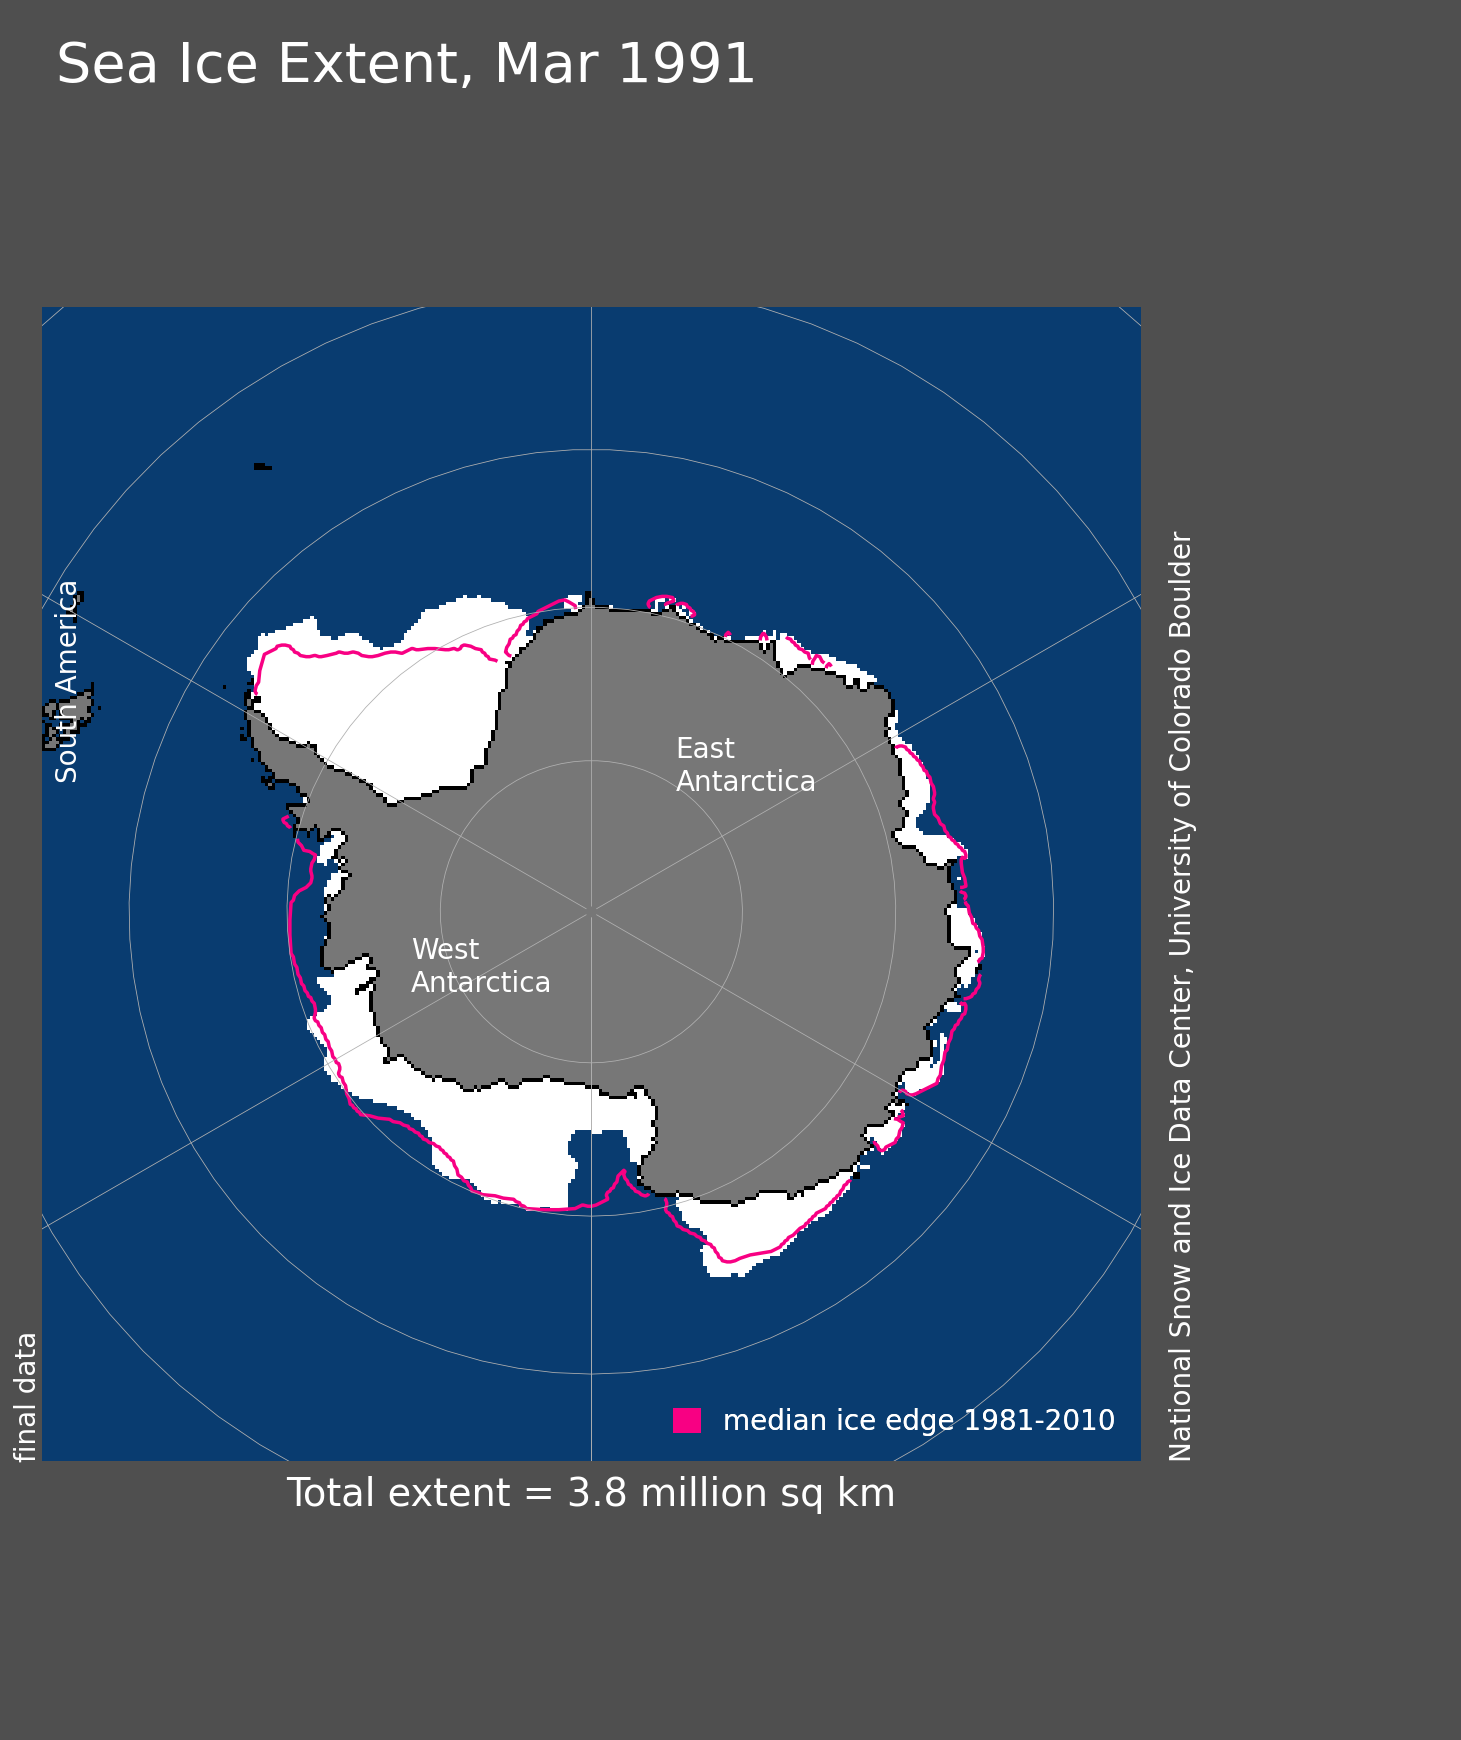 Sea Ice Extent, Mar 1991
South America
East
Antarctica
West
Antarctica
median ice edge 1981-2010
final data
National Snow and Ice Data Center, University of Colorado Boulder
Total extent = 3.8 million sq km